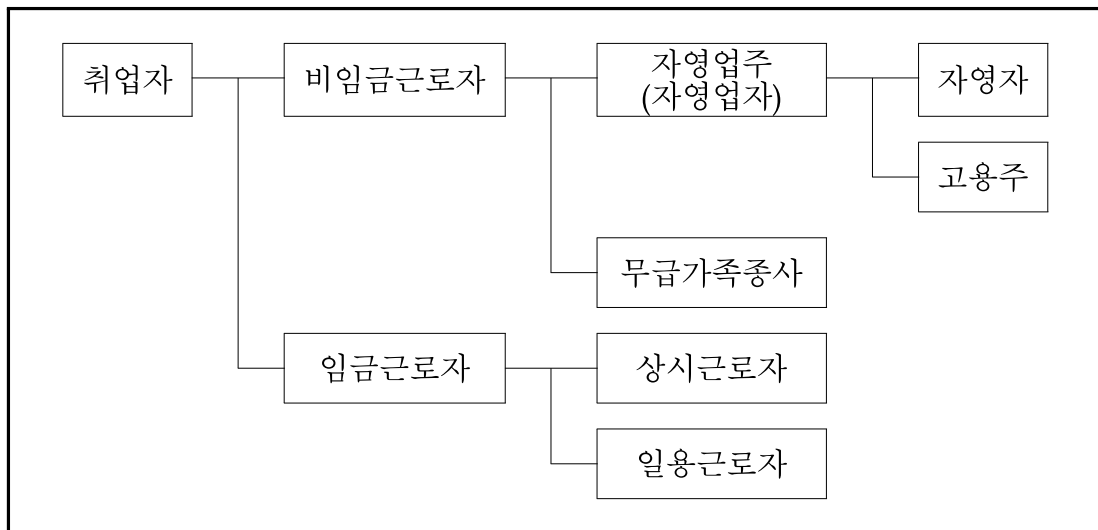 취업자
비임금근로자
자영업주
(자영업자)
자영자
고용주
무급가족종사
임금근로자
상시근로자
일용근로자